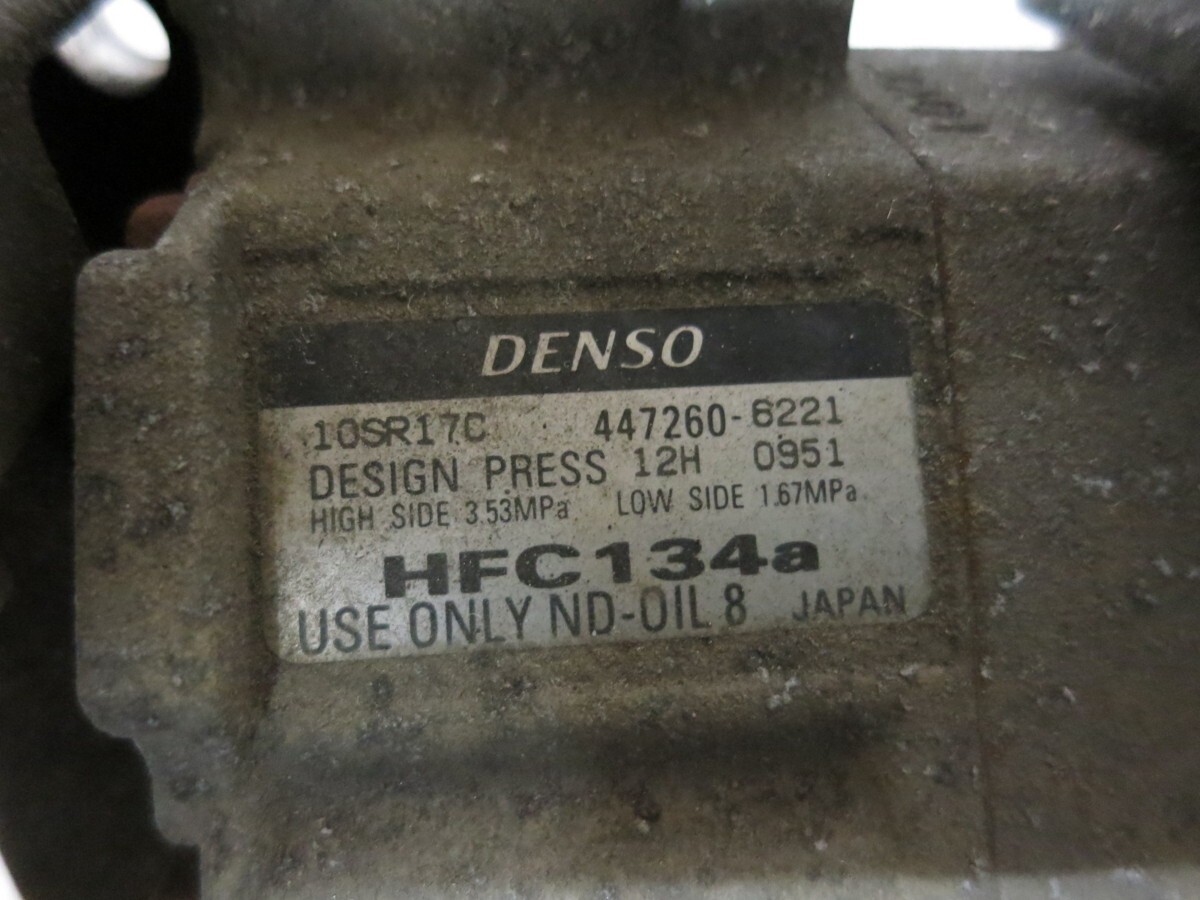 DENSO
10SR17C 447260-6221
DESIGN PRESS 12H 0951
HIGH SIDE 3.53MPa LOW SIDE 1.67MPa
HFC134a
USE ONLY ND-OIL 8 JAPAN